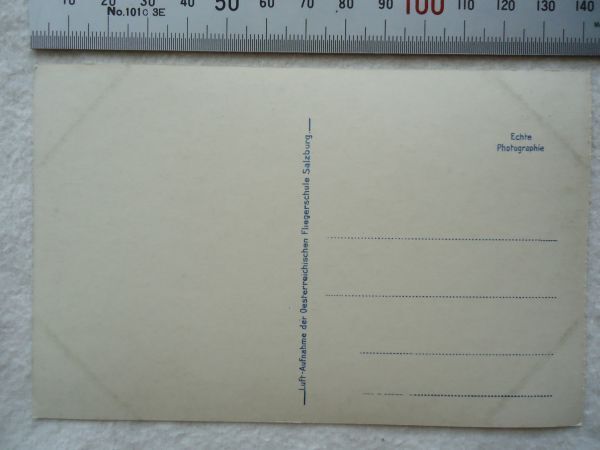 10 20 30 40 50 60 70 80 90 100 110 120 130 140
No.101C 3E
Echte
Photographie
Luft-Aufnahme der Oesterreichischen Fliegerschule Salzburg